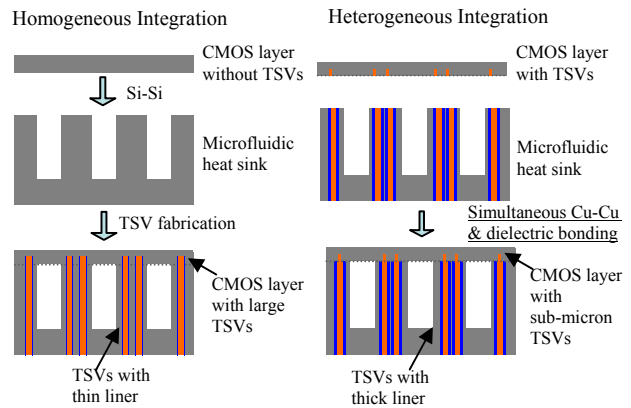 Homogeneous Integration
CMOS layer
without TSVs
Si-Si
Microfluidic
heat sink
TSV fabrication
CMOS layer
with large
TSVs
TSVs with
thin liner
Heterogeneous Integration
CMOS layer
with TSVs
Microfluidic
heat sink
Simultaneous Cu-Cu
& dielectric bonding
CMOS layer
with
sub-micron
TSVs
TSVs with
thick liner